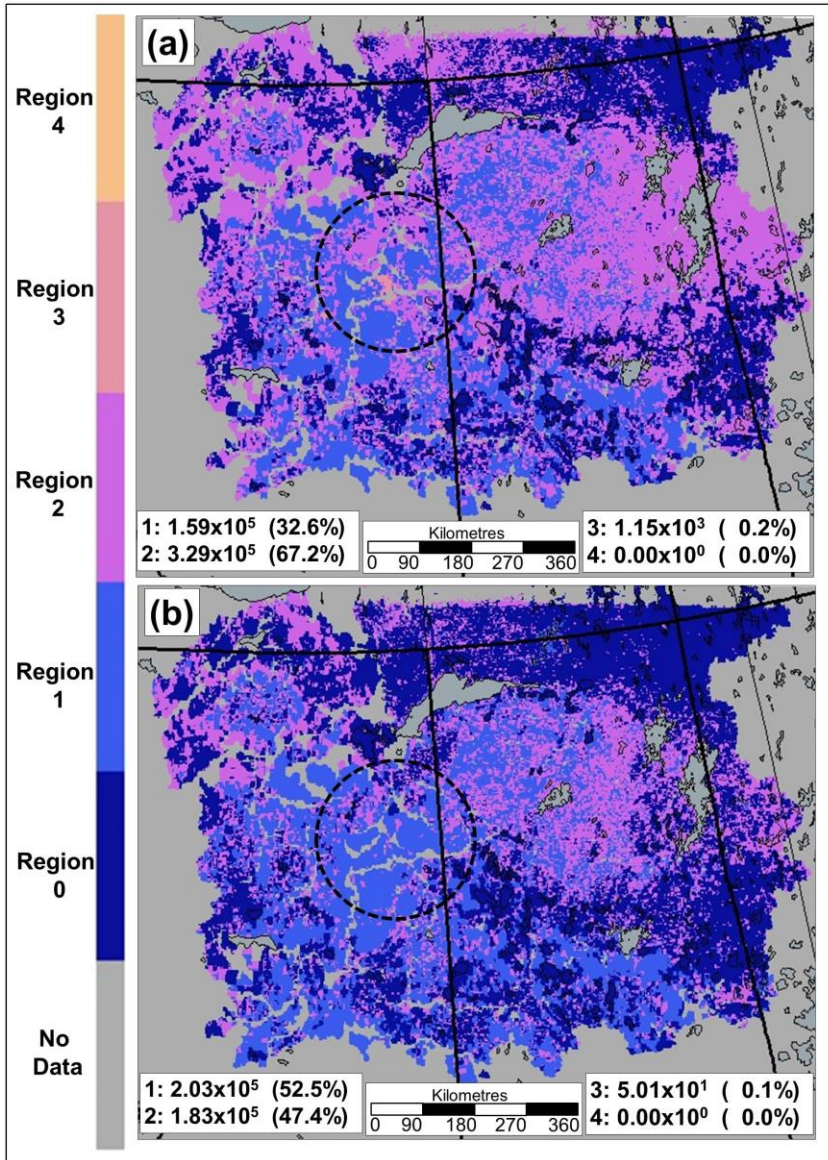 Region
4
Region
3
Region
2
Region
1
Region
0
No
Data
(a)
1: 1.59x10⁵ (32.6%)
2: 3.29x10⁵ (67.2%)
Kilometres
0 90 180 270 360
3: 1.15x10³ ( 0.2%)
4: 0.00x10⁰ ( 0.0%)
(b)
1: 2.03x10⁵ (52.5%)
2: 1.83x10⁵ (47.4%)
Kilometres
0 90 180 270 360
3: 5.01x10¹ ( 0.1%)
4: 0.00x10⁰ ( 0.0%)